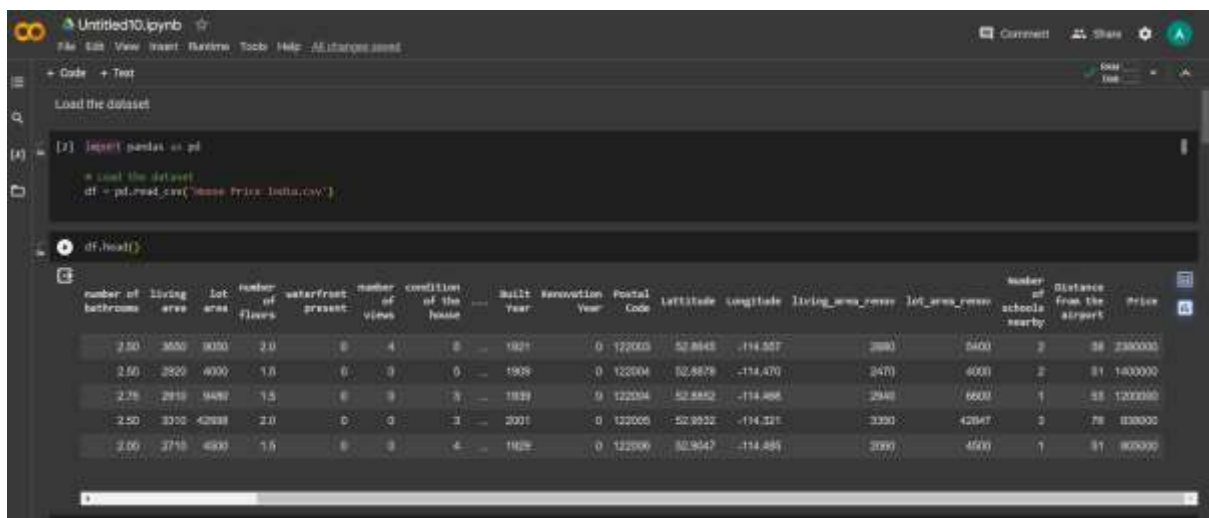 Untitled10.ipynb
File Edit View Insert Runtime Tools Help All changes saved
Comment Share A
+ Code + Text
RAM
Disk
Load the dataset
[2] import pandas as pd
# Load the dataset
df = pd.read_csv("House Price India.csv")
df.head()
number of bathrooms living area lot area number of floors waterfront present number of views condition of the house ... Built Year Renovation Year Postal Code Lattitude Longitude living_area_renov lot_area_renov Number of schools nearby Distance from the airport Price
2.50 3650 9050 2.0 0 4 5 ... 1921 0 122003 52.8645 -114.557 2880 5400 2 58 2380000
2.50 2920 4000 1.5 0 0 5 ... 1909 0 122004 52.8878 -114.470 2470 4000 2 51 1400000
2.75 2910 9480 1.5 0 0 3 ... 1939 0 122004 52.8852 -114.468 2940 6600 1 53 1200000
2.50 3310 42998 2.0 0 0 3 ... 2001 0 122005 52.9532 -114.321 3350 42847 3 76 838000
2.00 2710 4500 1.5 0 0 4 ... 1929 0 122006 52.9047 -114.485 2060 4500 1 51 805000